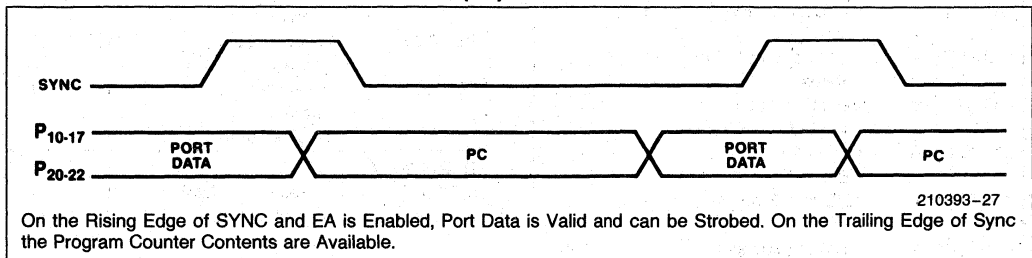 SYNC
P10-17
PORT
DATA
PC
PORT
DATA
PC
P20-22
210393-27
On the Rising Edge of SYNC and EA is Enabled, Port Data is Valid and can be Strobed. On the Trailing Edge of Sync
the Program Counter Contents are Available.